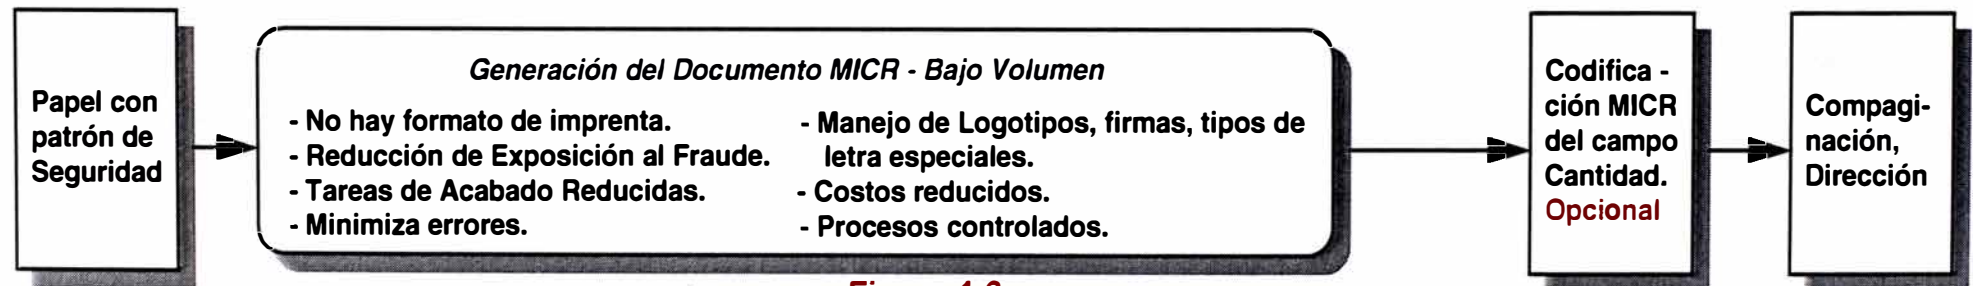 Papel con
patrón de
Seguridad
Generación del Documento MICR - Bajo Volumen
- No hay formato de imprenta.
- Reducción de Exposición al Fraude.
- Tareas de Acabado Reducidas.
- Minimiza errores.
- Manejo de Logotipos, firmas, tipos de
letra especiales.
- Costos reducidos.
- Procesos controlados.
Codifica -
ción MICR
del campo
Cantidad.
Opcional
Compagi-
nación,
Dirección